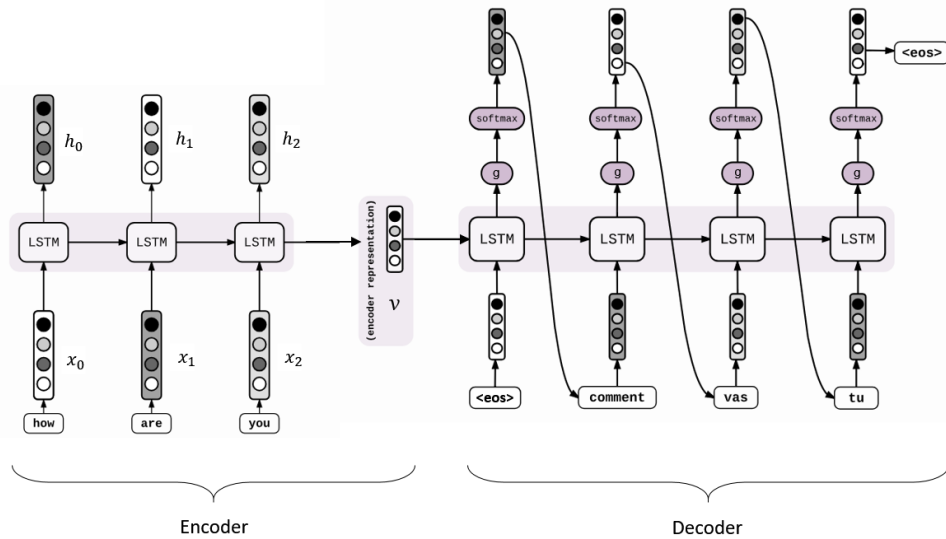 <eos>
softmax softmax softmax softmax
h₀ h₁ h₂
g g g g
LSTM LSTM LSTM
(encoder representation)
v
LSTM LSTM LSTM LSTM
x₀ x₁ x₂
<eos> comment vas tu
how are you
Encoder
Decoder